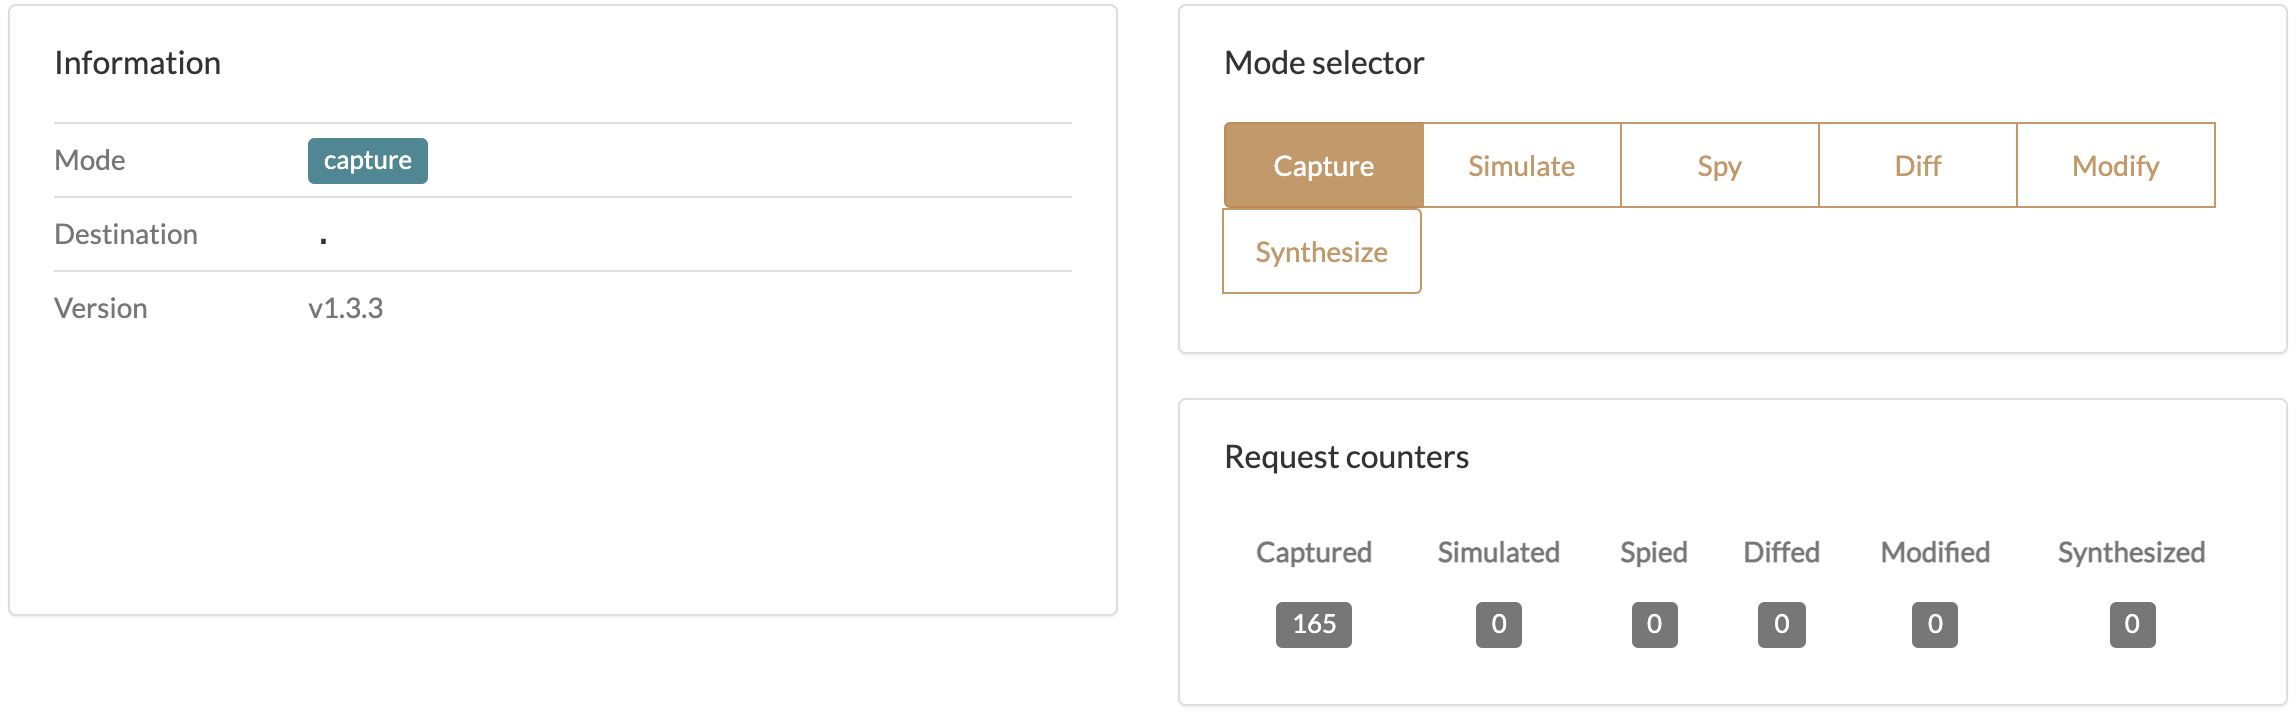 Information
Mode capture
Destination .
Version v1.3.3
Mode selector
Capture Simulate Spy Diff Modify
Synthesize
Request counters
Captured Simulated Spied Diffed Modified Synthesized
165 0 0 0 0 0